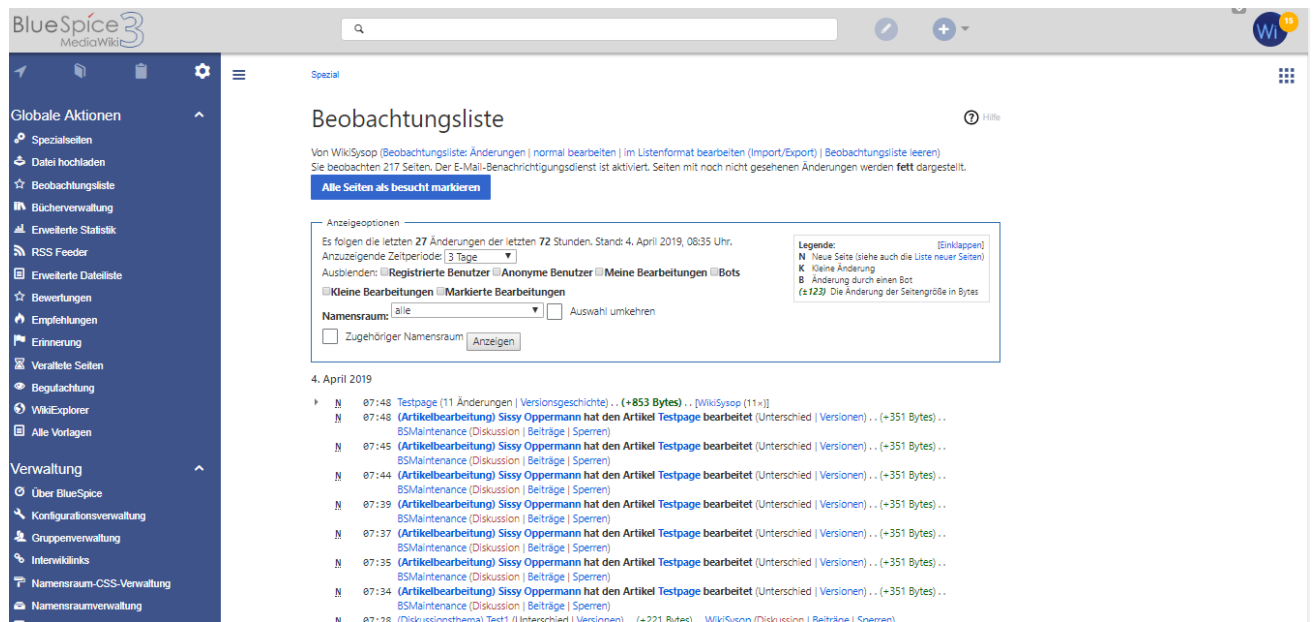 BlueSpice 3
MediaWiki
15
Wi
Spezial
Globale Aktionen
Spezialseiten
Datei hochladen
Beobachtungsliste
Bücherverwaltung
Erweiterte Statistik
RSS Feeder
Erweiterte Dateiliste
Bewertungen
Empfehlungen
Erinnerung
Veraltete Seiten
Begutachtung
WikiExplorer
Alle Vorlagen
Verwaltung
Über BlueSpice
Konfigurationsverwaltung
Gruppenverwaltung
Interwikilinks
Namensraum-CSS-Verwaltung
Namensraumverwaltung
Beobachtungsliste
Hilfe
Von WikiSysop (Beobachtungsliste: Änderungen | normal bearbeiten | im Listenformat bearbeiten (Import/Export) | Beobachtungsliste leeren)
Sie beobachten 217 Seiten. Der E-Mail-Benachrichtigungsdienst ist aktiviert. Seiten mit noch nicht gesehenen Änderungen werden fett dargestellt.
Alle Seiten als besucht markieren
Anzeigeoptionen
Es folgen die letzten 27 Änderungen der letzten 72 Stunden. Stand: 4. April 2019, 08:35 Uhr.
Anzuzeigende Zeitperiode: 3 Tage
Ausblenden: Registrierte Benutzer Anonyme Benutzer Meine Bearbeitungen Bots
Kleine Bearbeitungen Markierte Bearbeitungen
Namensraum: alle Auswahl umkehren
Zugehöriger Namensraum Anzeigen
Legende: [Einklappen]
N Neue Seite (siehe auch die Liste neuer Seiten)
K Kleine Änderung
B Änderung durch einen Bot
(±123) Die Änderung der Seitengröße in Bytes
4. April 2019
N 07:48 Testpage (11 Änderungen | Versionsgeschichte) . . (+853 Bytes) . . [WikiSysop (11×)]
N 07:48 (Artikelbearbeitung) Sissy Oppermann hat den Artikel Testpage bearbeitet (Unterschied | Versionen) . . (+351 Bytes) . .
BSMaintenance (Diskussion | Beiträge | Sperren)
N 07:45 (Artikelbearbeitung) Sissy Oppermann hat den Artikel Testpage bearbeitet (Unterschied | Versionen) . . (+351 Bytes) . .
BSMaintenance (Diskussion | Beiträge | Sperren)
N 07:44 (Artikelbearbeitung) Sissy Oppermann hat den Artikel Testpage bearbeitet (Unterschied | Versionen) . . (+351 Bytes) . .
BSMaintenance (Diskussion | Beiträge | Sperren)
N 07:39 (Artikelbearbeitung) Sissy Oppermann hat den Artikel Testpage bearbeitet (Unterschied | Versionen) . . (+351 Bytes) . .
BSMaintenance (Diskussion | Beiträge | Sperren)
N 07:37 (Artikelbearbeitung) Sissy Oppermann hat den Artikel Testpage bearbeitet (Unterschied | Versionen) . . (+351 Bytes) . .
BSMaintenance (Diskussion | Beiträge | Sperren)
N 07:35 (Artikelbearbeitung) Sissy Oppermann hat den Artikel Testpage bearbeitet (Unterschied | Versionen) . . (+351 Bytes) . .
BSMaintenance (Diskussion | Beiträge | Sperren)
N 07:34 (Artikelbearbeitung) Sissy Oppermann hat den Artikel Testpage bearbeitet (Unterschied | Versionen) . . (+351 Bytes) . .
BSMaintenance (Diskussion | Beiträge | Sperren)
N 07:28 (Diskussionsthema) Test1 (Unterschied | Versionen) . . (+221 Bytes) . . WikiSysop (Diskussion | Beiträge | Sperren)